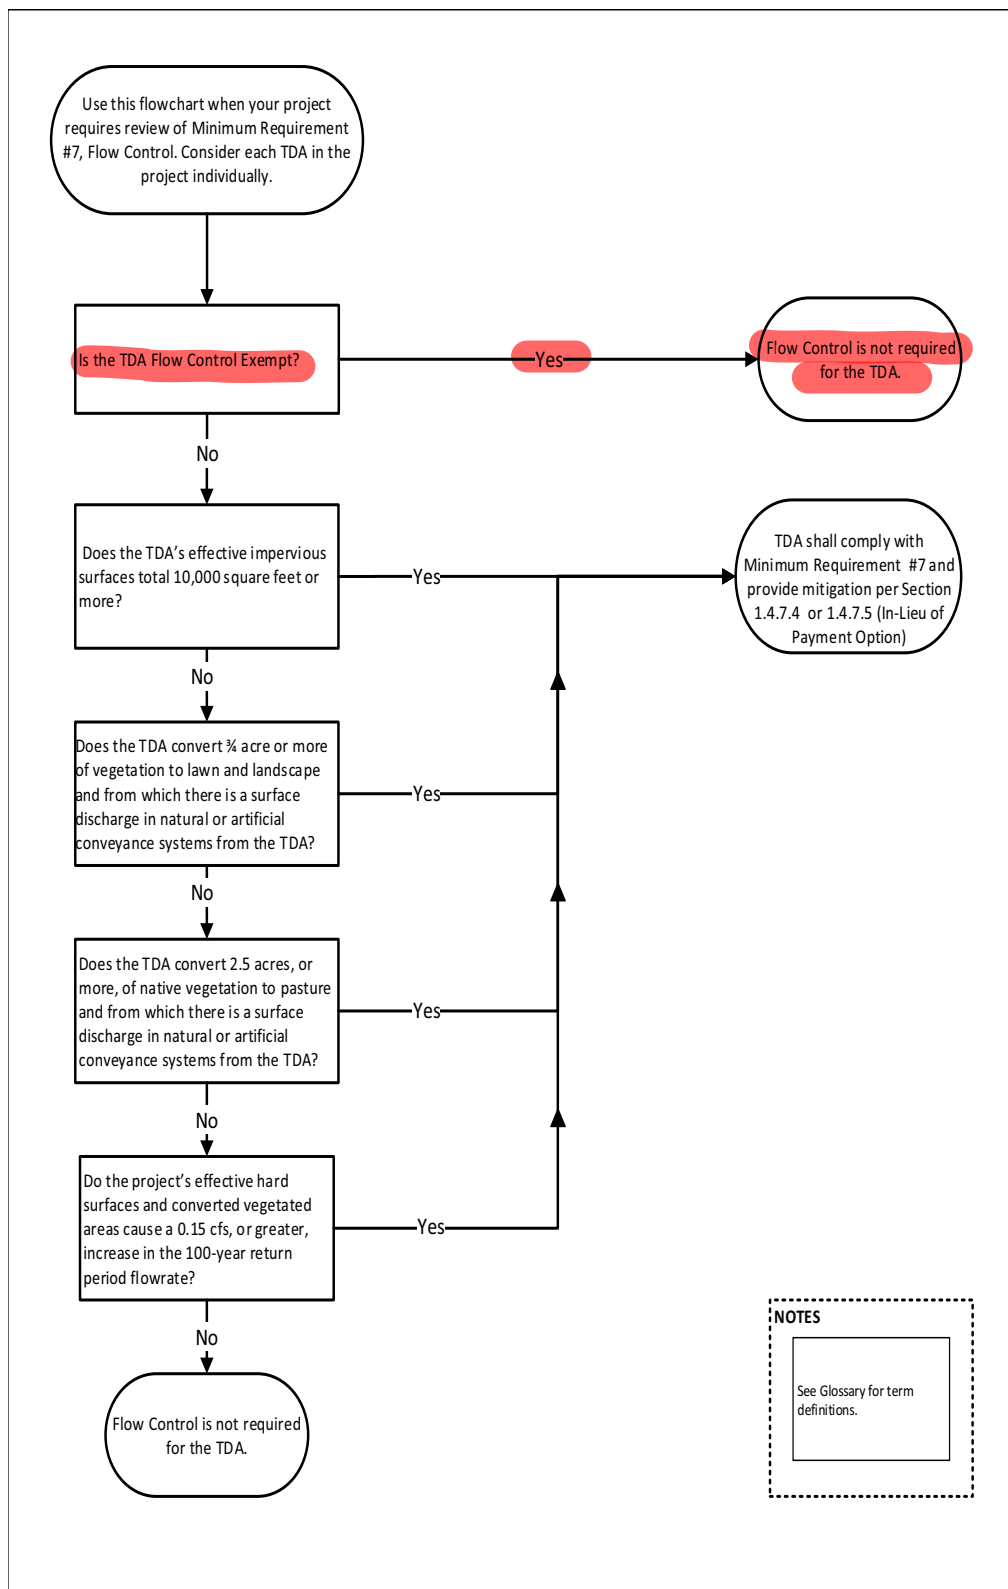 Use this flowchart when your project
requires review of Minimum Requirement
#7, Flow Control. Consider each TDA in the
project individually.
Is the TDA Flow Control Exempt?
Yes
Flow Control is not required
for the TDA.
No
Does the TDA’s effective impervious
surfaces total 10,000 square feet or
more?
Yes
TDA shall comply with
Minimum Requirement #7 and
provide mitigation per Section
1.4.7.4 or 1.4.7.5 (In-Lieu of
Payment Option)
No
Does the TDA convert ¾ acre or more
of vegetation to lawn and landscape
and from which there is a surface
discharge in natural or artificial
conveyance systems from the TDA?
Yes
No
Does the TDA convert 2.5 acres, or
more, of native vegetation to pasture
and from which there is a surface
discharge in natural or artificial
conveyance systems from the TDA?
Yes
No
Do the project’s effective hard
surfaces and converted vegetated
areas cause a 0.15 cfs, or greater,
increase in the 100-year return
period flowrate?
Yes
No
Flow Control is not required
for the TDA.
NOTES
See Glossary for term
definitions.